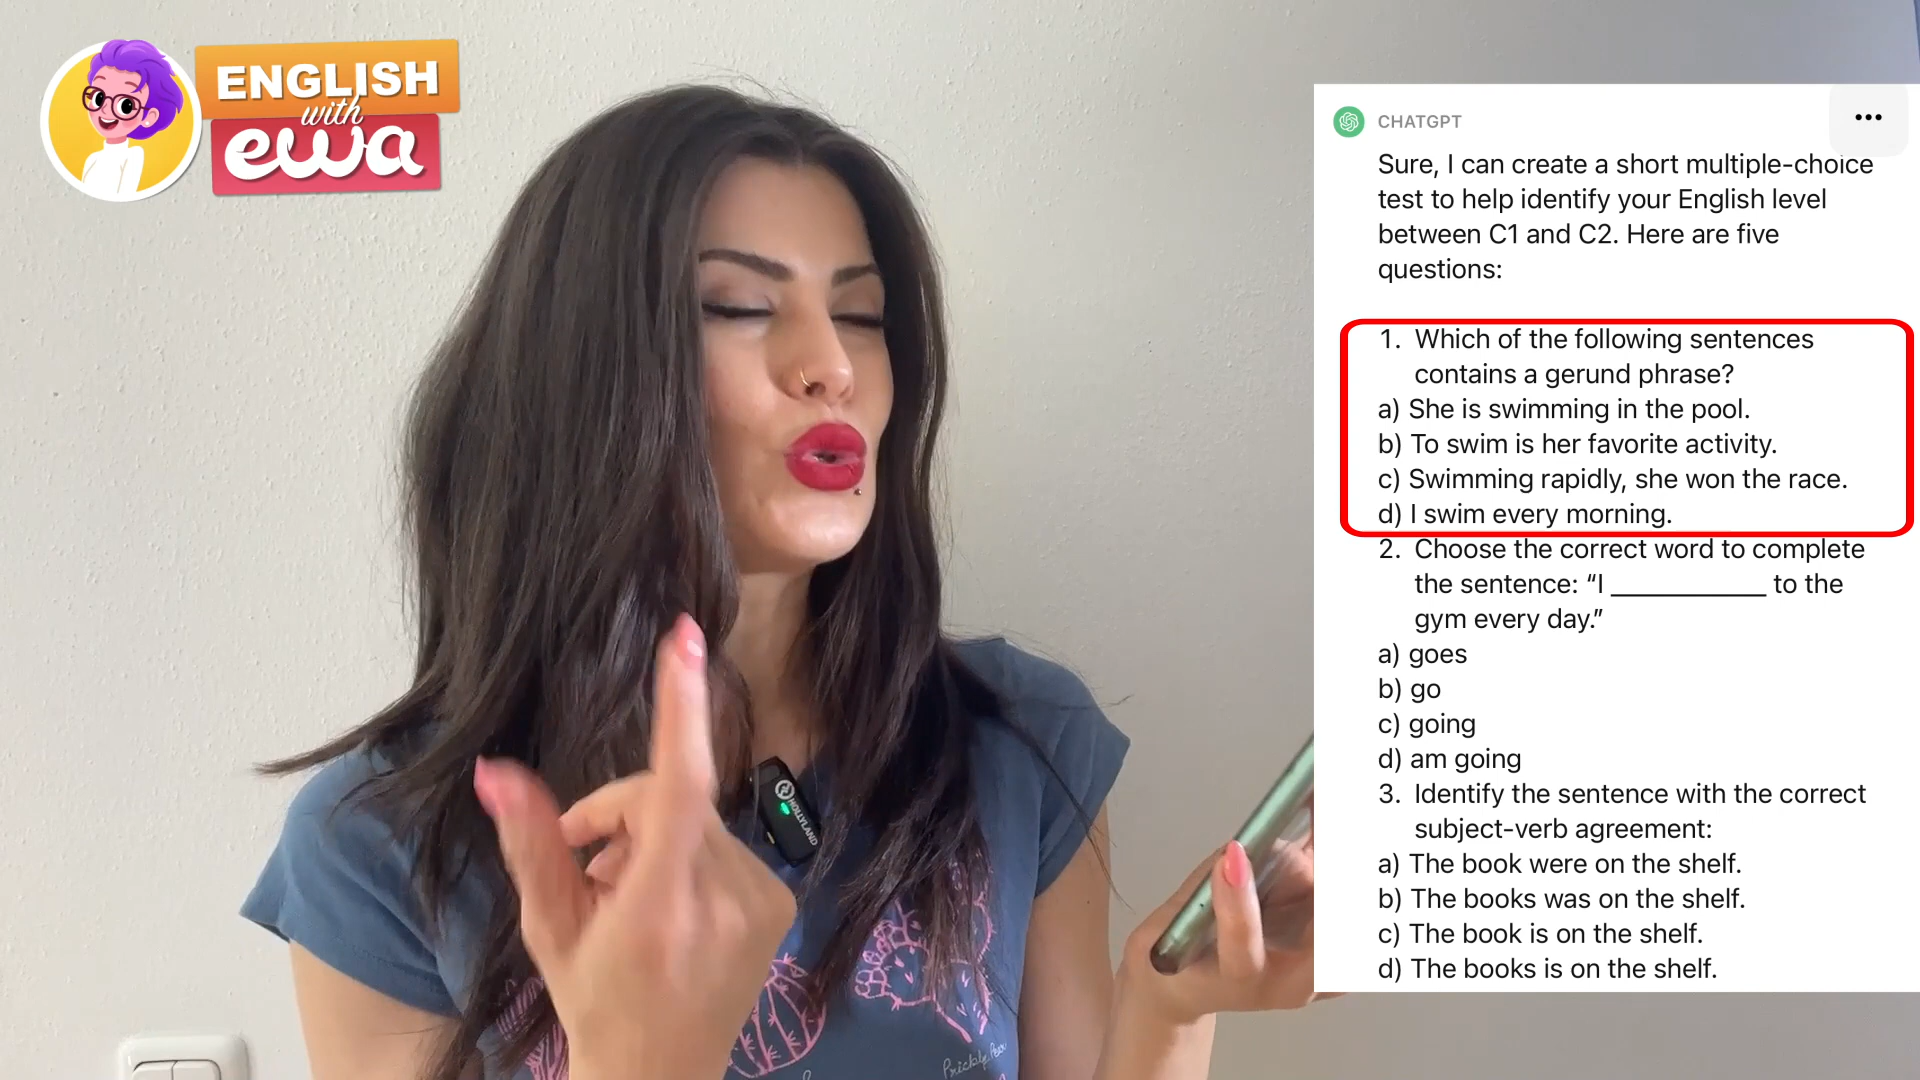 ENGLISH
with
ewa
CHATGPT
Sure, I can create a short multiple-choice
test to help identify your English level
between C1 and C2. Here are five
questions:
1. Which of the following sentences
contains a gerund phrase?
a) She is swimming in the pool.
b) To swim is her favorite activity.
c) Swimming rapidly, she won the race.
d) I swim every morning.
2. Choose the correct word to complete
the sentence: “I ___________ to the
gym every day.”
a) goes
b) go
c) going
d) am going
3. Identify the sentence with the correct
subject-verb agreement:
a) The book were on the shelf.
b) The books was on the shelf.
c) The book is on the shelf.
d) The books is on the shelf.
HOLLYLAND
Prickly Pear